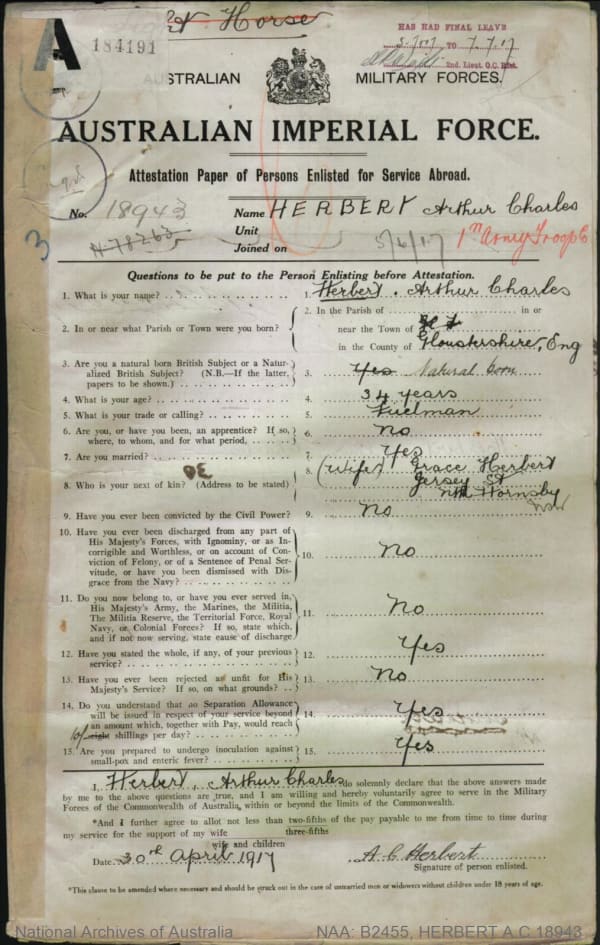 Horse
HAS HAD FINAL LEAVE
TO 7.7.17
2nd. Lieut. O.C.
A
184191
AUSTRALIAN MILITARY FORCES.
AUSTRALIAN IMPERIAL FORCE.
Attestation Paper of Persons Enlisted for Service Abroad.
No. 18943 Name HERBERT Arthur Charles
Unit
Joined on 5/6/17 1st Army Troop
3
Questions to be put to the Person Enlisting before Attestation.
1. What is your name? 1. Herbert. Arthur Charles
2. In or near what Parish or Town were you born? 2. In the Parish of in or
near the Town of
in the County of Gloustershire, Eng
3. Are you a natural born British Subject or a Natur-
alized British Subject? (N.B.—If the latter,
papers to be shown.) 3. Yes Natural born
4. What is your age? 4. 34 years
5. What is your trade or calling? 5. Fuelman
6. Are you, or have you been, an apprentice? If so,
where, to whom, and for what period 6. No
7. Are you married? 7. Yes
8. Who is your next of kin? (Address to be stated) 8. (Wife) Grace Herbert
Jersey St
Nth Hornsby
NSW
9. Have you ever been convicted by the Civil Power? 9. No
10. Have you ever been discharged from any part of
His Majesty's Forces, with Ignominy, or as In-
corrigible and Worthless, or on account of Con-
viction of Felony, or of a Sentence of Penal Ser-
vitude, or have you been dismissed with Dis-
grace from the Navy? 10. No
11. Do you now belong to, or have you ever served in,
His Majesty's Army, the Marines, the Militia,
The Militia Reserve, the Territorial Force, Royal
Navy, or Colonial Forces? If so, state which,
and if not now serving, state cause of discharge 11. No
12. Have you stated the whole, if any, of your previous
service? 12. Yes
13. Have you ever been rejected as unfit for His
Majesty's Service? If so, on what grounds? 13. No
14. Do you understand that no Separation Allowance
will be issued in respect of your service beyond
an amount which, together with Pay, would reach
10/- eight shillings per day? 14. Yes
15. Are you prepared to undergo inoculation against
small-pox and enteric fever? 15. Yes
I, Herbert, Arthur Charles do solemnly declare that the above answers made
by me to the above questions are true, and I am willing and hereby voluntarily agree to serve in the Military
Forces of the Commonwealth of Australia, within or beyond the limits of the Commonwealth.
*And I further agree to allot not less than two-fifths of the pay payable to me from time to time during
three-fifths
my service for the support of my wife
wife and children
Date 30th April 1917 A. C. Herbert
Signature of person enlisted.
*This clause to be amended where necessary and should be struck out in the case of unmarried men or widowers without children under 18 years of age.
National Archives of Australia NAA: B2455, HERBERT A C 18943